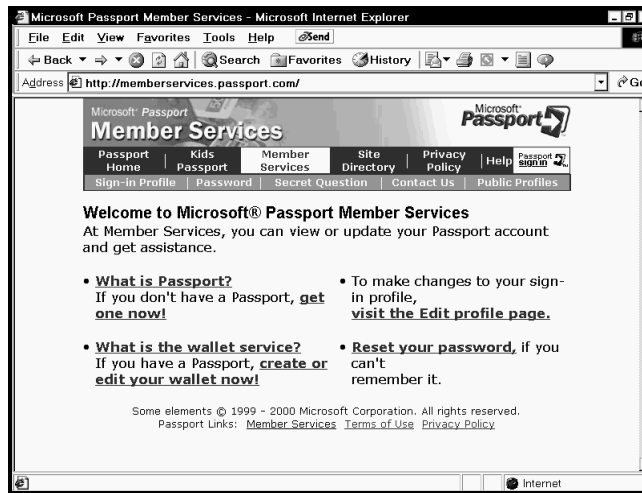 Microsoft Passport Member Services - Microsoft Internet Explorer
File Edit View Favorites Tools Help Send
Back Search Favorites History
Address http://memberservices.passport.com/ Go
Microsoft® Passport
Member Services
Microsoft®
Passport
Passport Home Kids Passport Member Services Site Directory Privacy Policy Help Passport sign in
Sign-in Profile | Password | Secret Question | Contact Us | Public Profiles
Welcome to Microsoft® Passport Member Services
At Member Services, you can view or update your Passport account
and get assistance.
• What is Passport?
If you don't have a Passport, get
one now!
• To make changes to your sign-
in profile,
visit the Edit profile page.
• What is the wallet service?
If you have a Passport, create or
edit your wallet now!
• Reset your password, if you
can't
remember it.
Some elements © 1999 - 2000 Microsoft Corporation. All rights reserved.
Passport Links: Member Services Terms of Use Privacy Policy
Internet